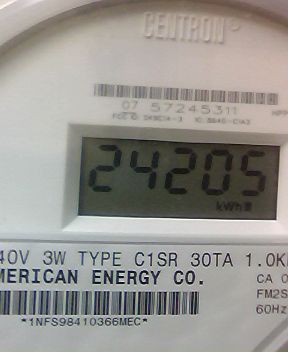 CENTRON®
07 57245311
24205
kWh
40V 3W TYPE C1SR 30TA 1.0K
MERICAN ENERGY CO.
CA 0
FM2S
60Hz
*1NFS98410366MEC*